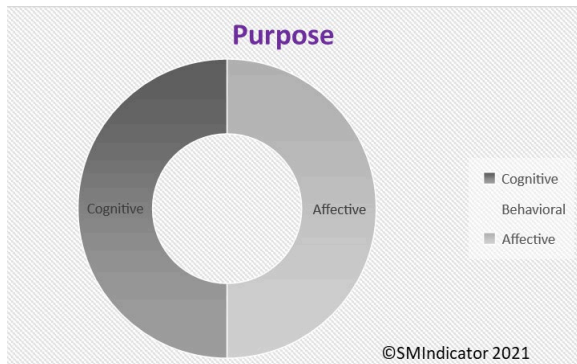 Purpose
Cognitive
Affective
Cognitive
Behavioral
Affective
©SMIndicator 2021